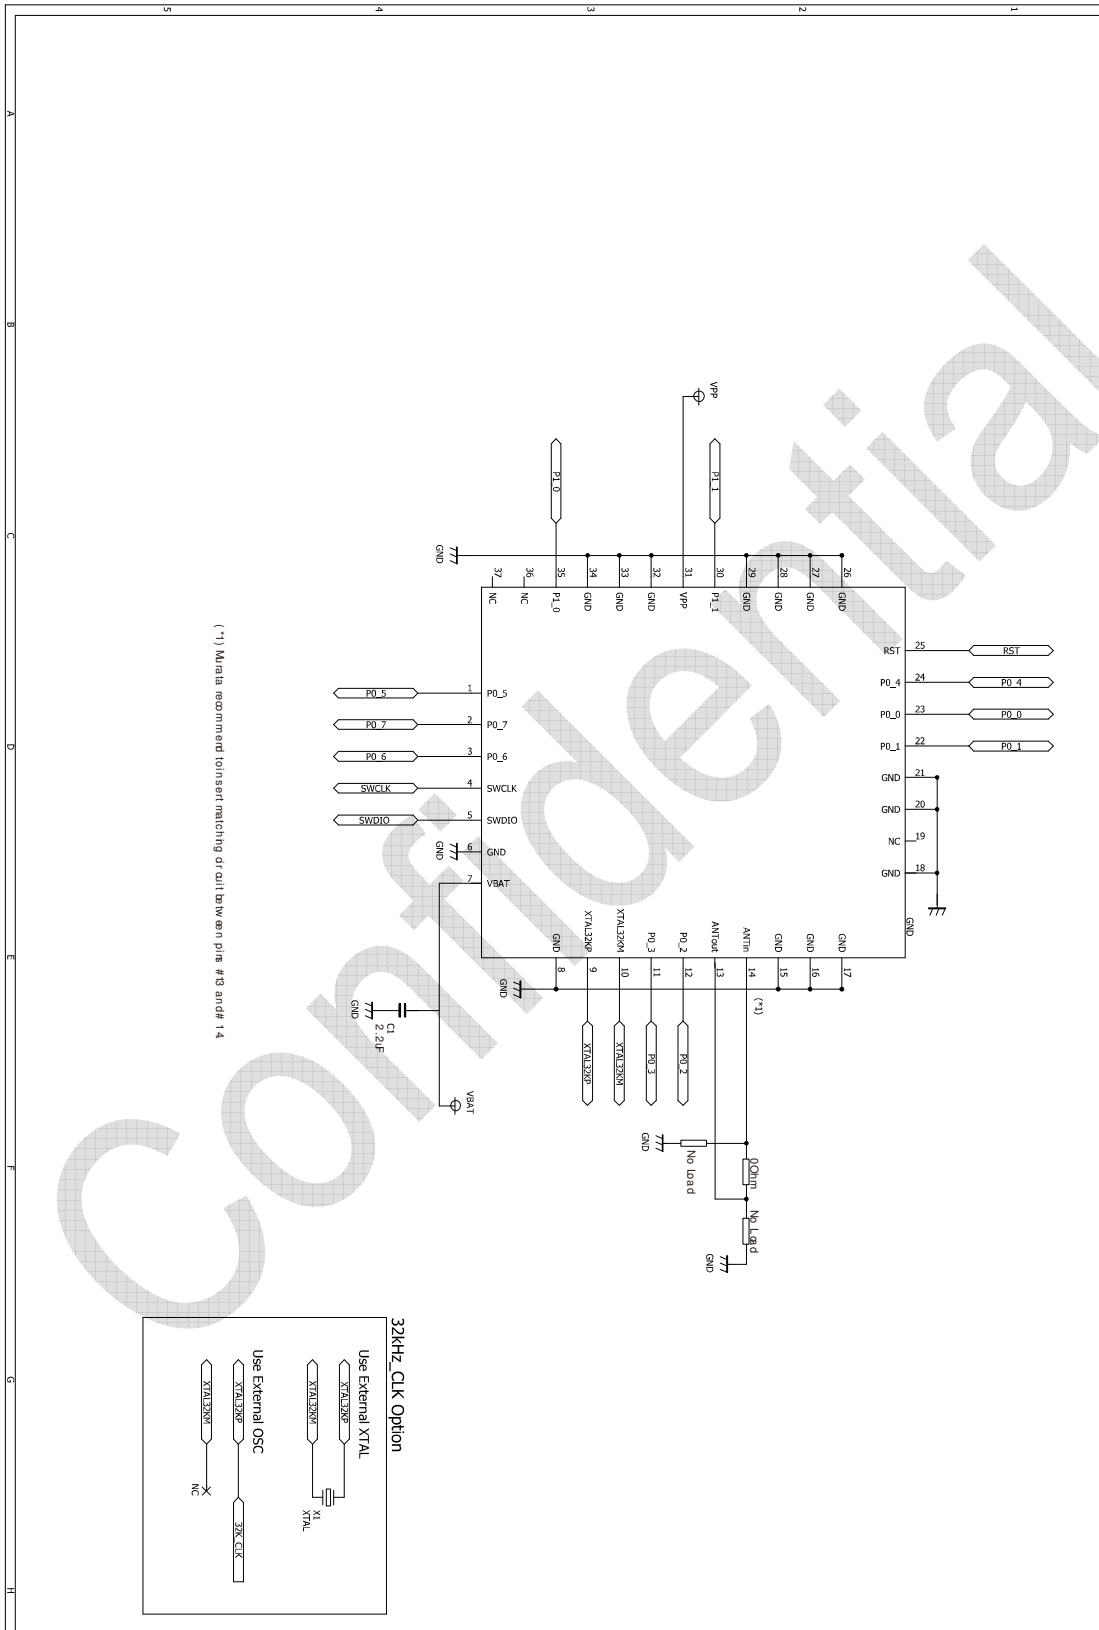 5 4 3 2 1
A
B
C
D
E
F
G
H
Confidential
VPP
P1_0
P1_1
GND
37 36 35 34 33 32 31 30 29 28 27 26
NC NC P1_0 GND GND GND VPP P1_1 GND GND GND GND
RST 25 RST
P0_4 24 P0_4
P0_0 23 P0_0
P0_1 22 P0_1
GND 21
GND 20
NC 19
GND 18
GND
P0_5 1 P0_5
P0_7 2 P0_7
P0_6 3 P0_6
SWCLK 4 SWCLK
SWDIO 5 SWDIO
GND 6 GND
7 VBAT
GND XTAL32KP XTAL32KM P0_3 P0_2 ANTout ANTin GND GND GND
8 9 10 11 12 13 14 15 16 17
GND
(*1)
XTAL32KP XTAL32KM P0_3 P0_2
C1
2.2uF
GND
VBAT
GND
No Load
0Ohm
No Load
GND
(*1) Murata recommend to insert matching circuit between pins #13 and #14.
32kHz_CLK Option
Use External XTAL
XTAL32KP
XTAL32KM
X1
XTAL
Use External OSC
XTAL32KP
32K_CLK
XTAL32KM
NC